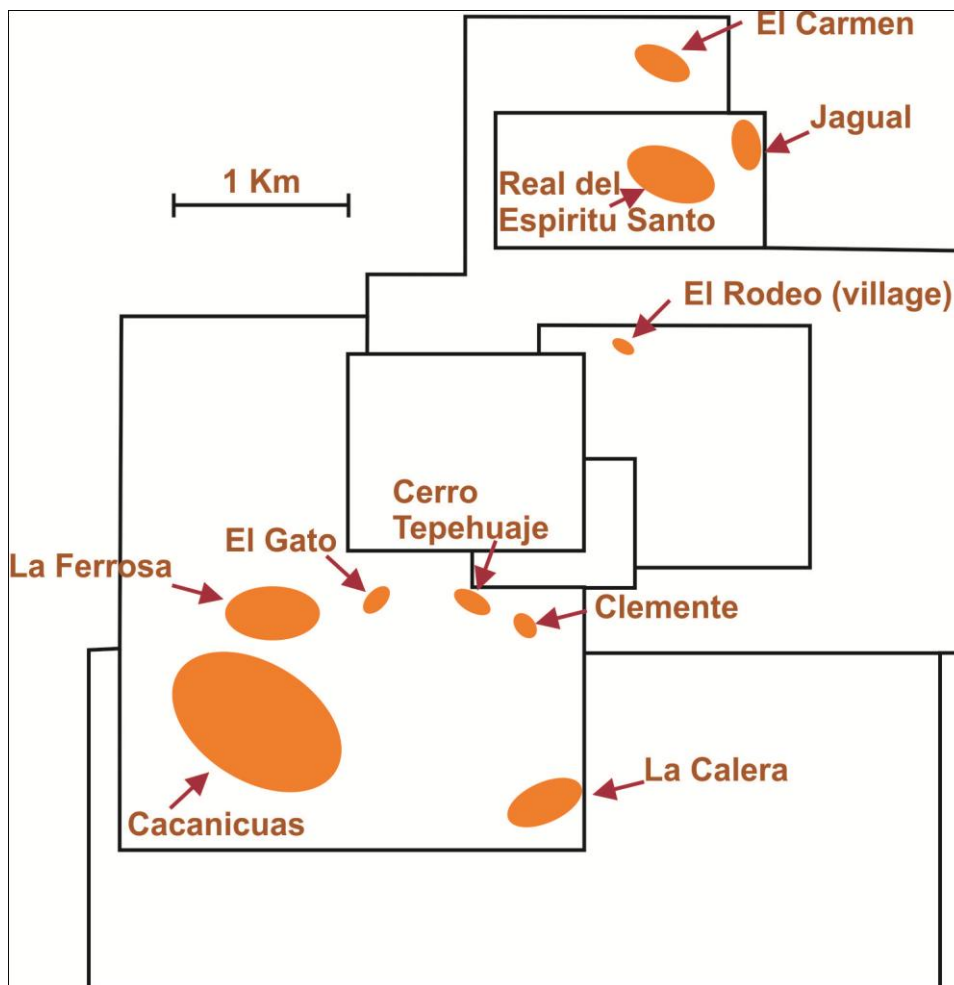 El Carmen
Jagual
1 Km
Real del
Espiritu Santo
El Rodeo (village)
Cerro
Tepehuaje
El Gato
La Ferrosa
Clemente
La Calera
Cacanicuas